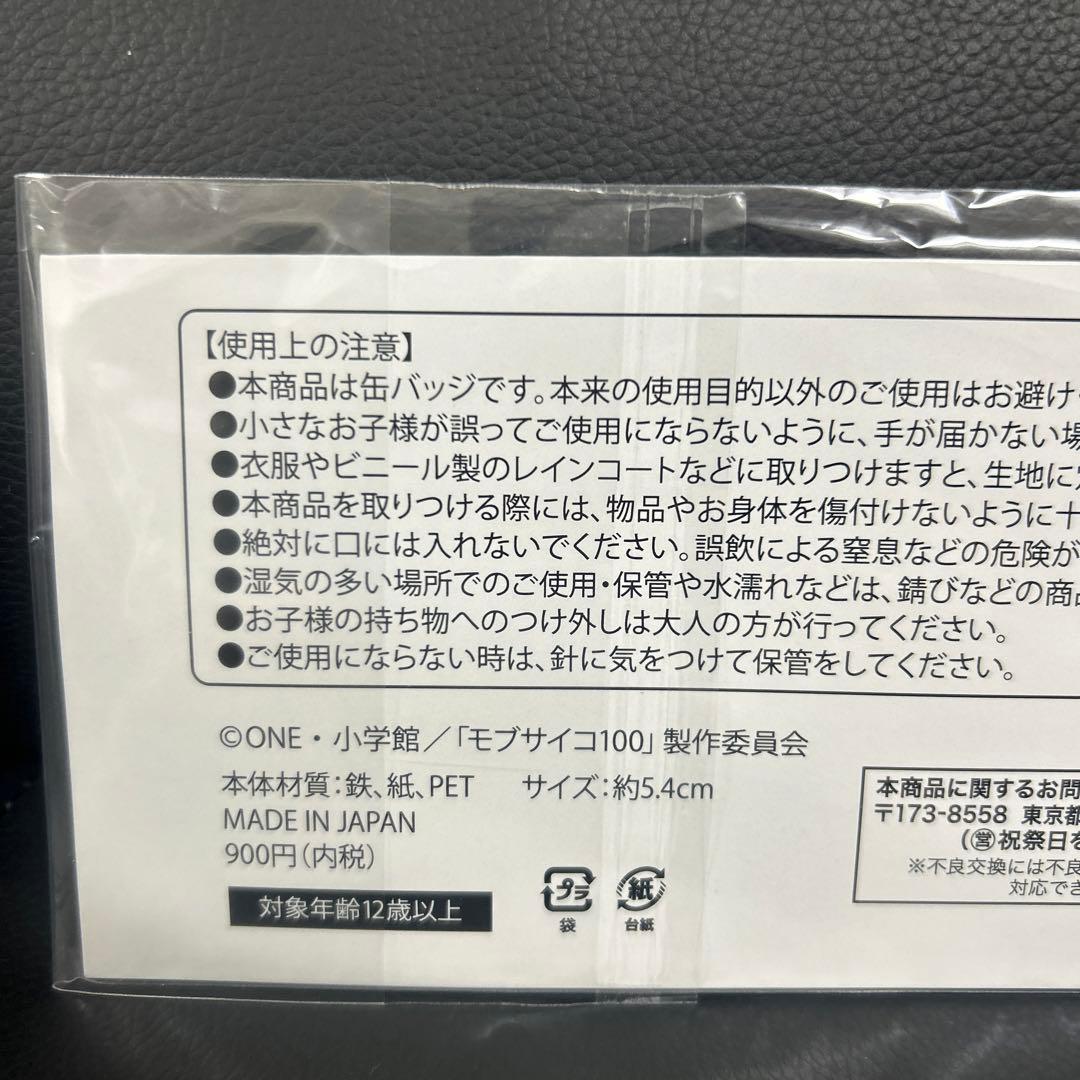 【使用上の注意】
●本商品は缶バッジです。本来の使用目的以外のご使用はお避け
●小さなお子様が誤ってご使用にならないように、手が届かない場
●衣服やビニール製のレインコートなどに取りつけますと、生地に
●本商品を取りつける際には、物品やお身体を傷付けないように十
●絶対に口には入れないでください。誤飲による窒息などの危険が
●湿気の多い場所でのご使用・保管や水濡れなどは、錆びなどの商品
●お子様の持ち物へのつけ外しは大人の方が行ってください。
●ご使用にならない時は、針に気をつけて保管をしてください。
©ONE・小学館／「モブサイコ100」製作委員会
本体材質：鉄、紙、PET　サイズ：約5.4cm
MADE IN JAPAN
900円（内税）
対象年齢12歳以上
プラ
袋
紙
台紙
本商品に関するお問
〒173-8558 東京都
（営祝祭日を
※不良交換には不良
対応でき